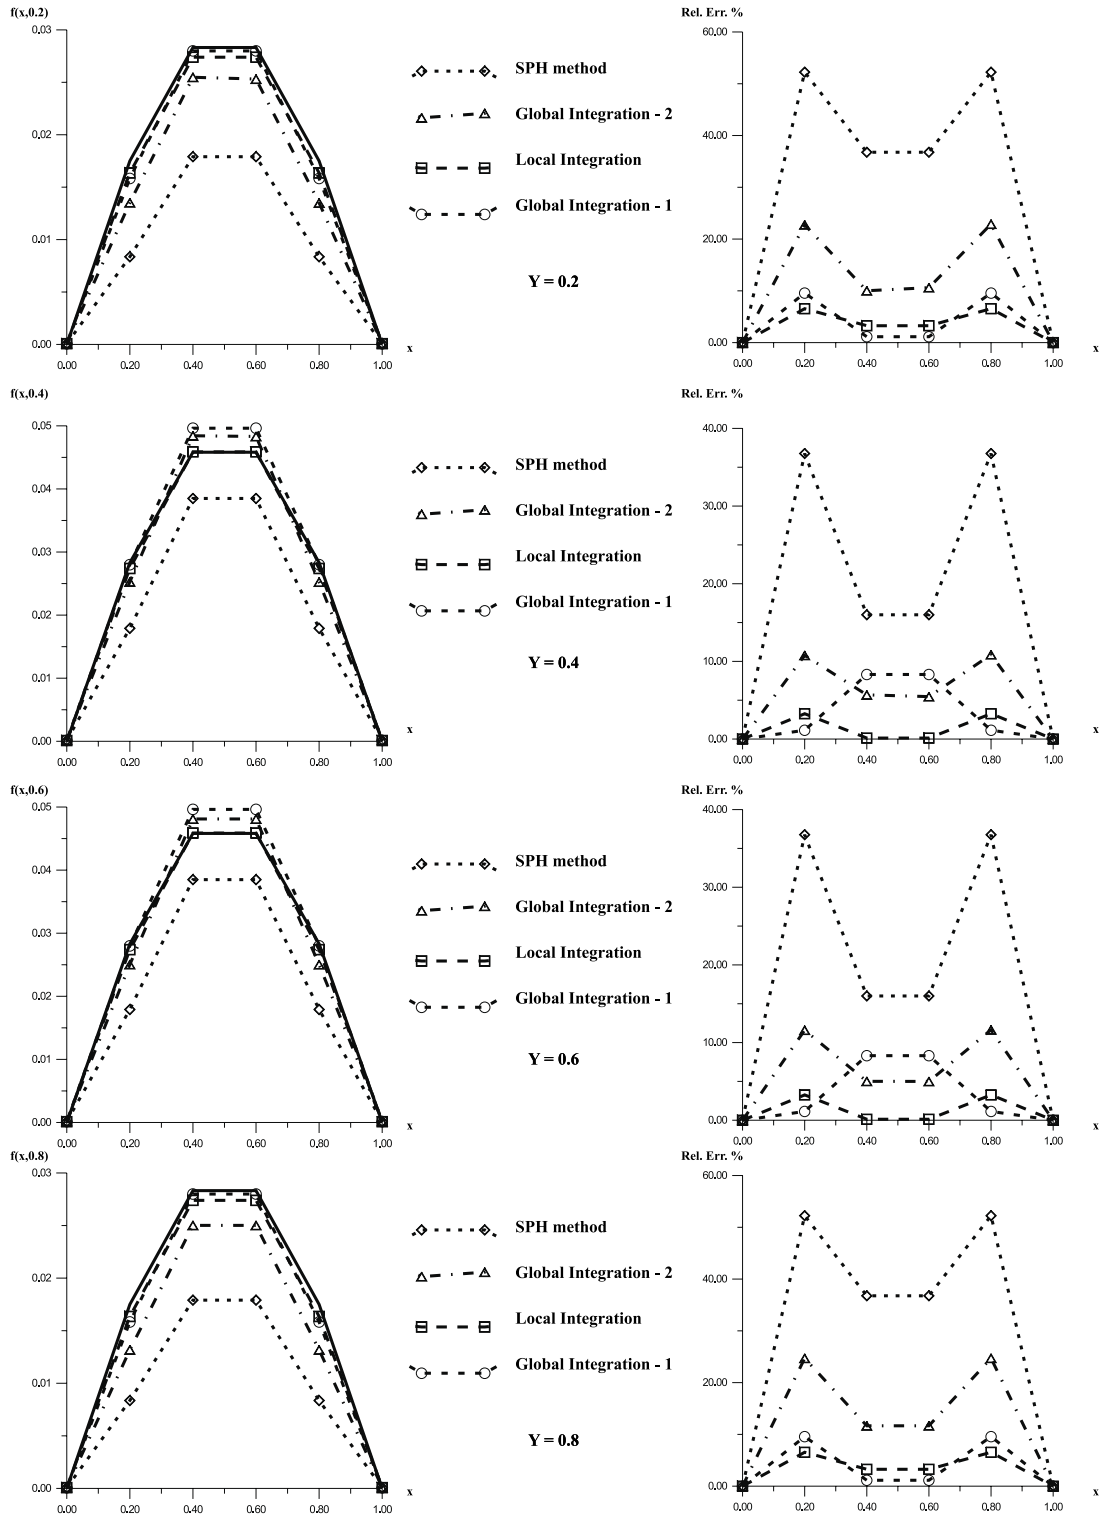 f(x,0.2)
0.03
0.02
0.01
0.00
0.00 0.20 0.40 0.60 0.80 1.00
x
SPH method
Global Integration - 2
Local Integration
Global Integration - 1
Y = 0.2
Rel. Err. %
60.00
40.00
20.00
0.00
0.00 0.20 0.40 0.60 0.80 1.00
x
f(x,0.4)
0.05
0.04
0.03
0.02
0.01
0.00
0.00 0.20 0.40 0.60 0.80 1.00
x
SPH method
Global Integration - 2
Local Integration
Global Integration - 1
Y = 0.4
Rel. Err. %
40.00
30.00
20.00
10.00
0.00
0.00 0.20 0.40 0.60 0.80 1.00
x
f(x,0.6)
0.05
0.04
0.03
0.02
0.01
0.00
0.00 0.20 0.40 0.60 0.80 1.00
x
SPH method
Global Integration - 2
Local Integration
Global Integration - 1
Y = 0.6
Rel. Err. %
40.00
30.00
20.00
10.00
0.00
0.00 0.20 0.40 0.60 0.80 1.00
x
f(x,0.8)
0.03
0.02
0.01
0.00
0.00 0.20 0.40 0.60 0.80 1.00
x
SPH method
Global Integration - 2
Local Integration
Global Integration - 1
Y = 0.8
Rel. Err. %
60.00
40.00
20.00
0.00
0.00 0.20 0.40 0.60 0.80 1.00
x